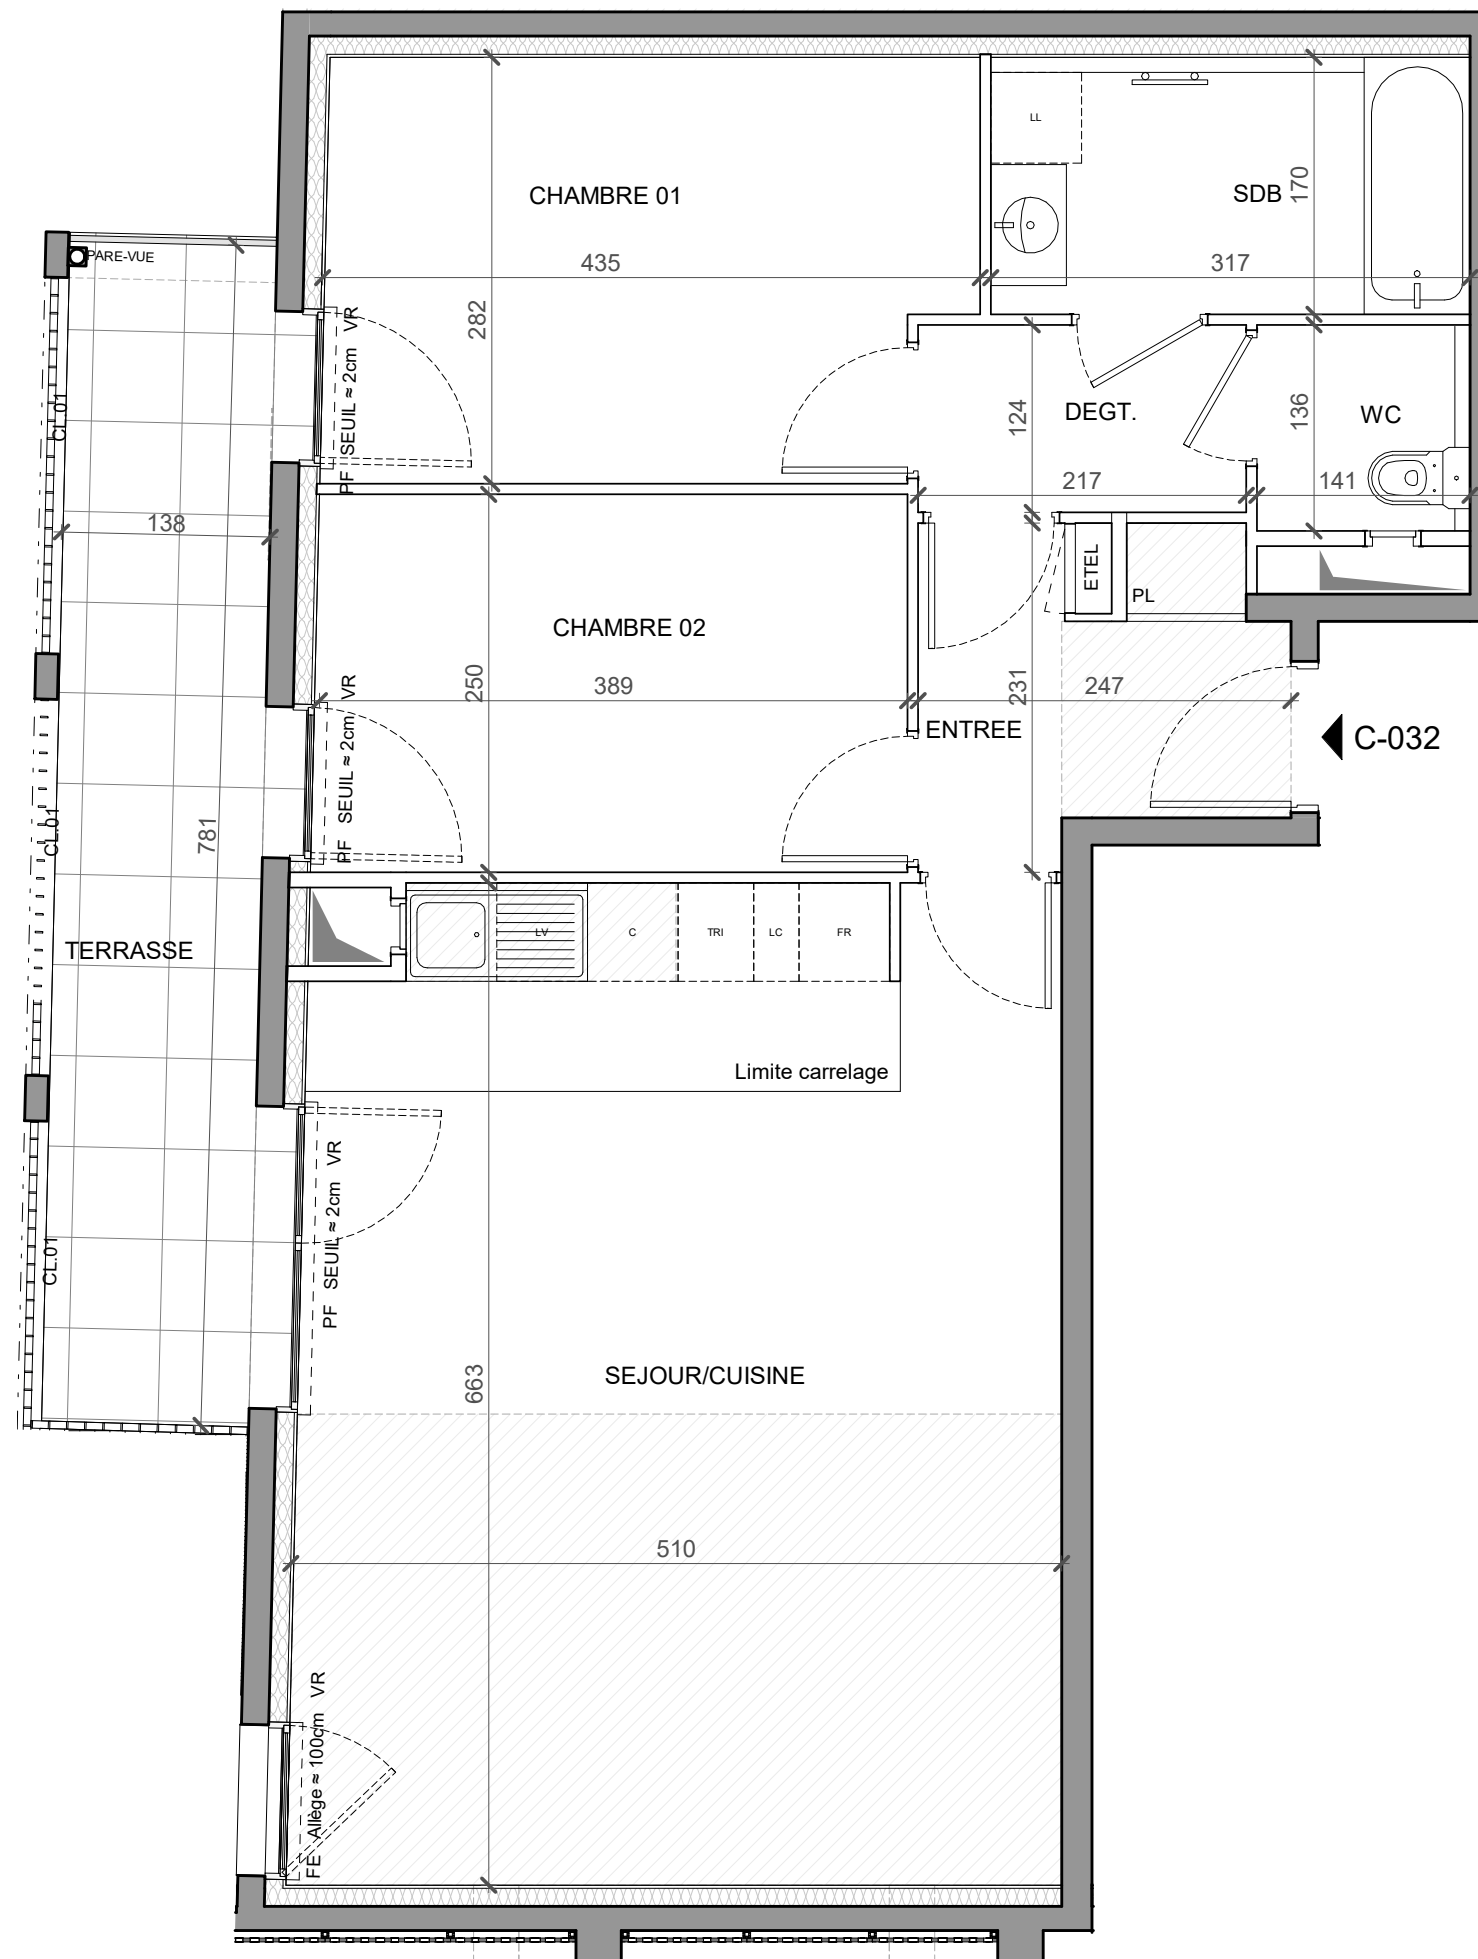 LL
CHAMBRE 01
SDB
170
PARE-VUE
435
317
282
PF SEUIL ≈ 2cm VR
CL.01
124
DEGT.
136
WC
217
141
138
ETEL
PL
CHAMBRE 02
250
389
231
247
PF SEUIL ≈ 2cm VR
ENTREE
C-032
781
CL.01
TERRASSE
LV
C
TRI
LC
FR
Limite carrelage
PF SEUIL ≈ 2cm VR
CL.01
663
SEJOUR/CUISINE
510
FE Allège ≈ 100cm VR